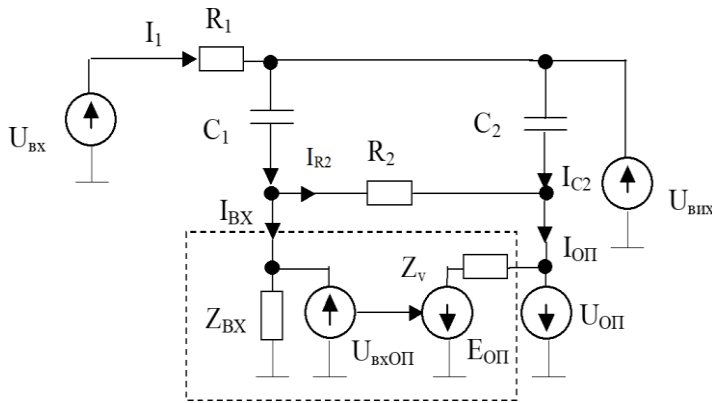 I1 R1
Uвх
C1
C2
IR2 R2
IC2
IВХ
Uвих
IОП
Zv
ZВХ
UвхОП
EОП
UОП